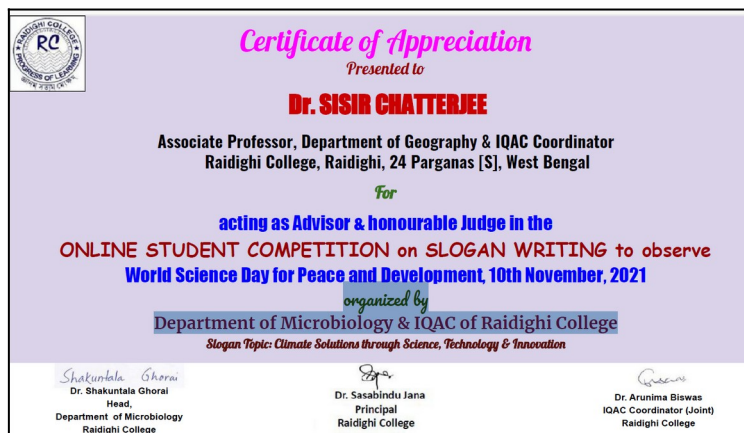 RAIDIGHI COLLEGE
RC
PROGRESS OF LEARNING
Certificate of Appreciation
Presented to
Dr. SISIR CHATTERJEE
Associate Professor, Department of Geography & IQAC Coordinator
Raidighi College, Raidighi, 24 Parganas [S], West Bengal
For
acting as Advisor & honourable Judge in the
ONLINE STUDENT COMPETITION on SLOGAN WRITING to observe
World Science Day for Peace and Development, 10th November, 2021
organized by
Department of Microbiology & IQAC of Raidighi College
Slogan Topic: Climate Solutions through Science, Technology & Innovation
Shakuntala Ghorai
Dr. Shakuntala Ghorai
Head,
Department of Microbiology
Raidighi College
Dr. Sasabindu Jana
Principal
Raidighi College
Dr. Arunima Biswas
IQAC Coordinator (Joint)
Raidighi College